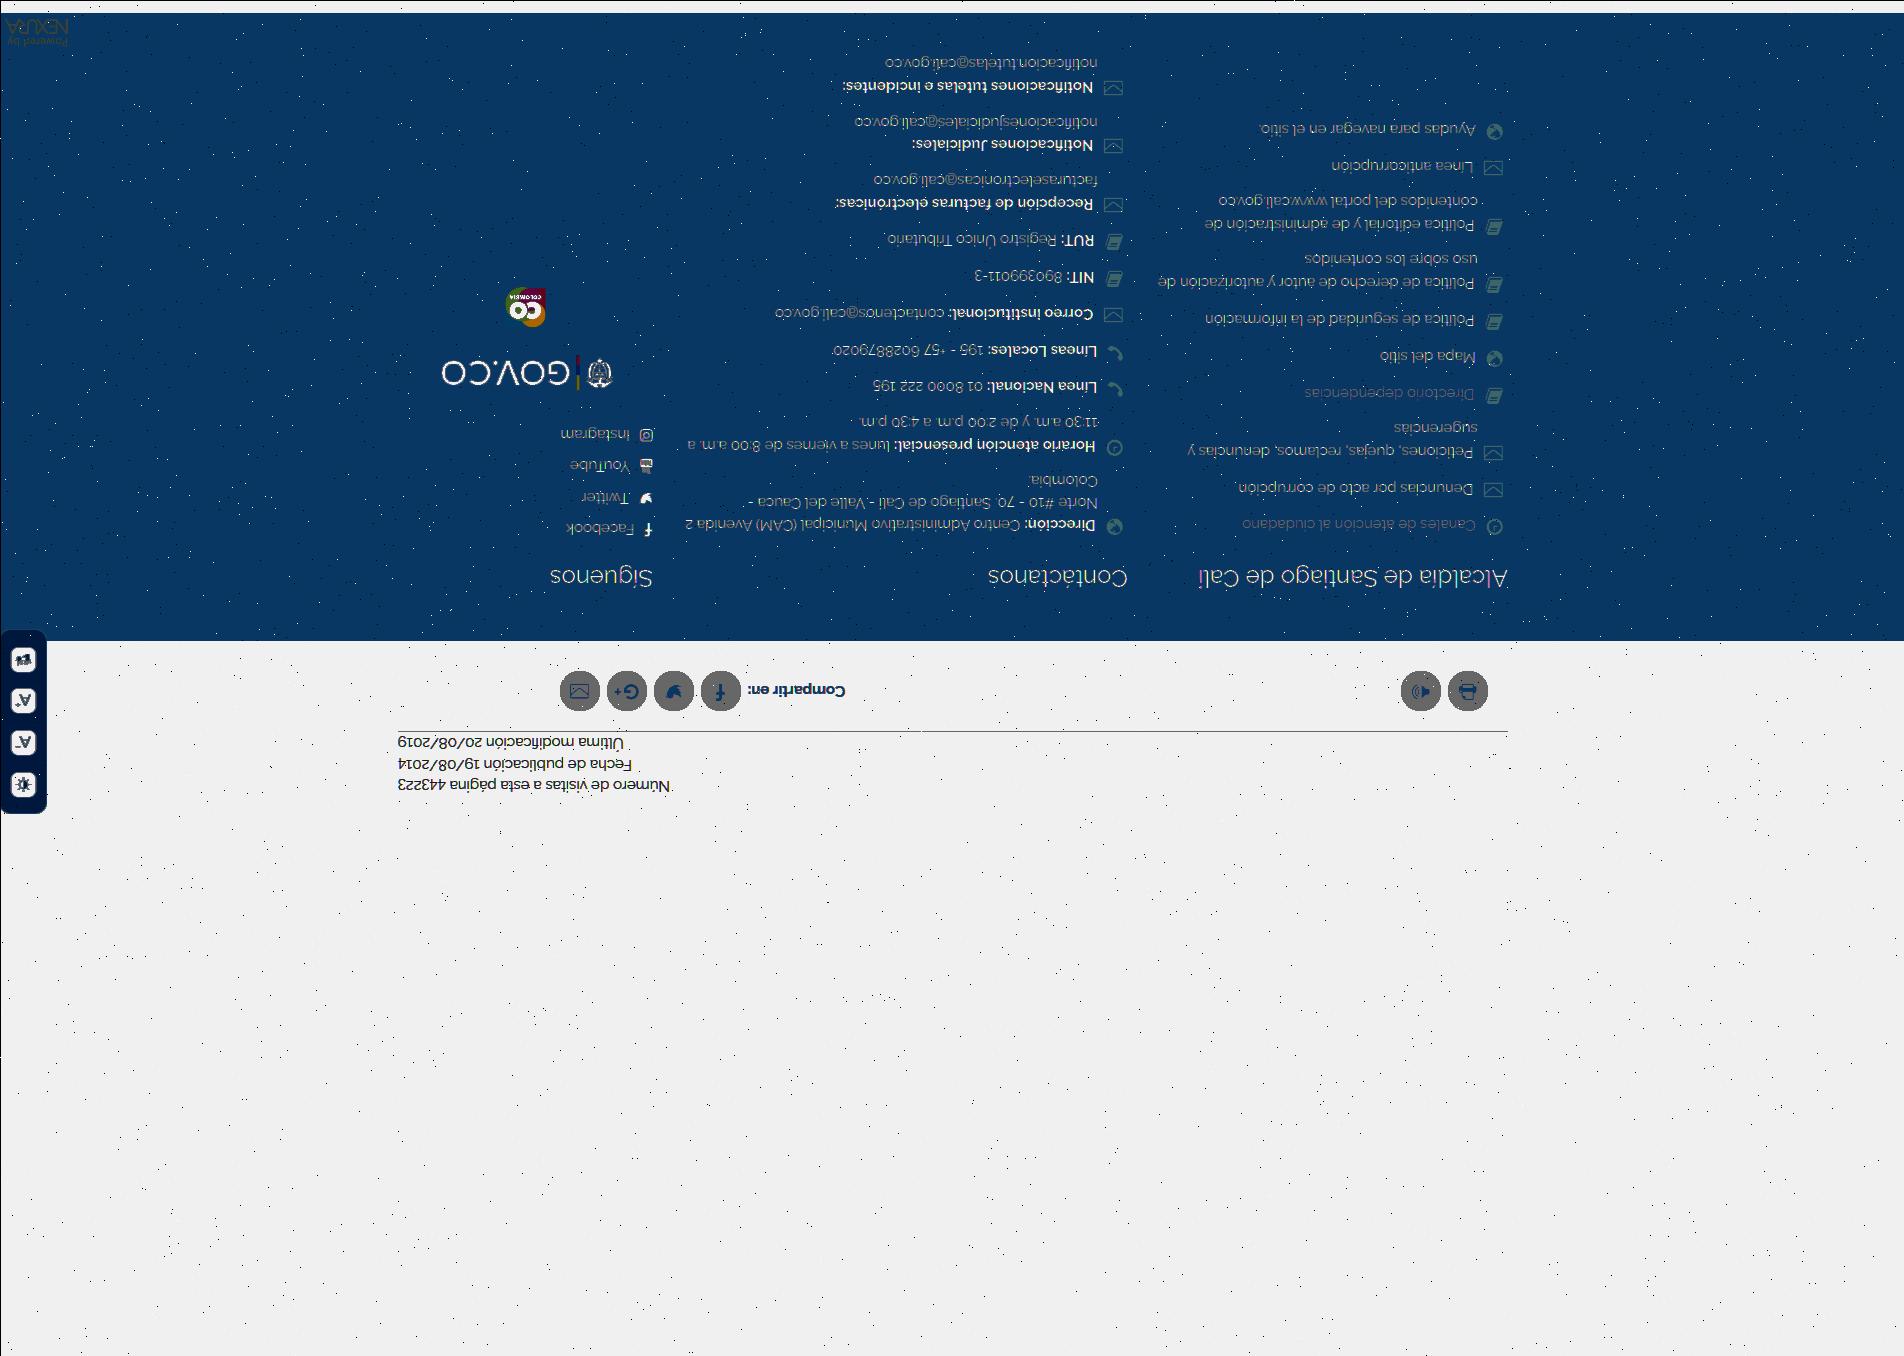 Número de visitas a esta página 443223
Fecha de publicación 19/08/2014
Última modificación 20/08/2019
Compartir en:
A+
A-
Alcaldía de Santiago de Cali
Canales de atención al ciudadano
Denuncias por acto de corrupción
Peticiones, quejas, reclamos, denuncias y
sugerencias
Directorio dependencias
Mapa del sitio
Política de seguridad de la información
Política de derecho de autor y autorización de
uso sobre los contenidos
Política editorial y de administración de
contenidos del portal www.cali.gov.co
Línea anticorrupción
Ayudas para navegar en el sitio.
Contáctanos
Dirección: Centro Administrativo Municipal (CAM) Avenida 2
Norte #10 - 70. Santiago de Cali - Valle del Cauca -
Colombia.
Horario atención presencial: lunes a viernes de 8:00 a.m. a
11:30 a.m. y de 2:00 p.m. a 4:30 p.m.
Línea Nacional: 01 8000 222 195
Líneas Locales: 195 - +57 6028879020
Correo institucional: contactenos@cali.gov.co
NIT: 890399011-3
RUT: Registro Único Tributario
Recepción de facturas electrónicas:
facturaselectronicas@cali.gov.co
Notificaciones Judiciales:
notificacionesjudiciales@cali.gov.co
Notificaciones tutelas e incidentes:
notificacion.tutelas@cali.gov.co
Síguenos
Facebook
Twitter
YouTube
Instagram
GOV.CO
CO
COLOMBIA
Powered by
NEXURA